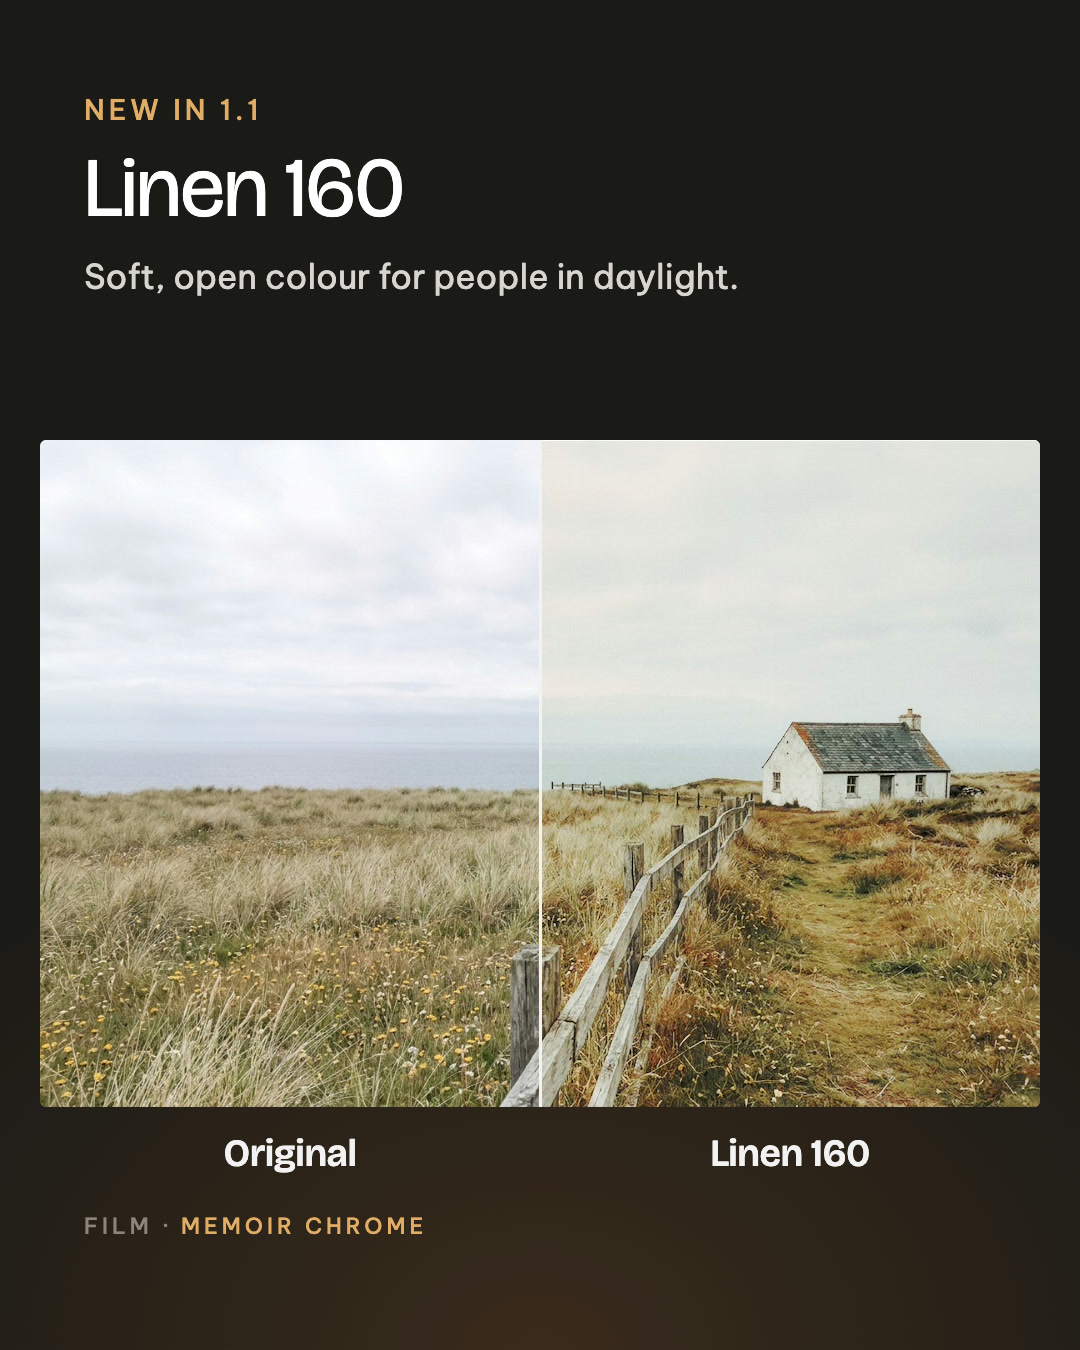 NEW IN 1.1
Linen 160
Soft, open colour for people in daylight.
Original
Linen 160
FILM · MEMOIR CHROME